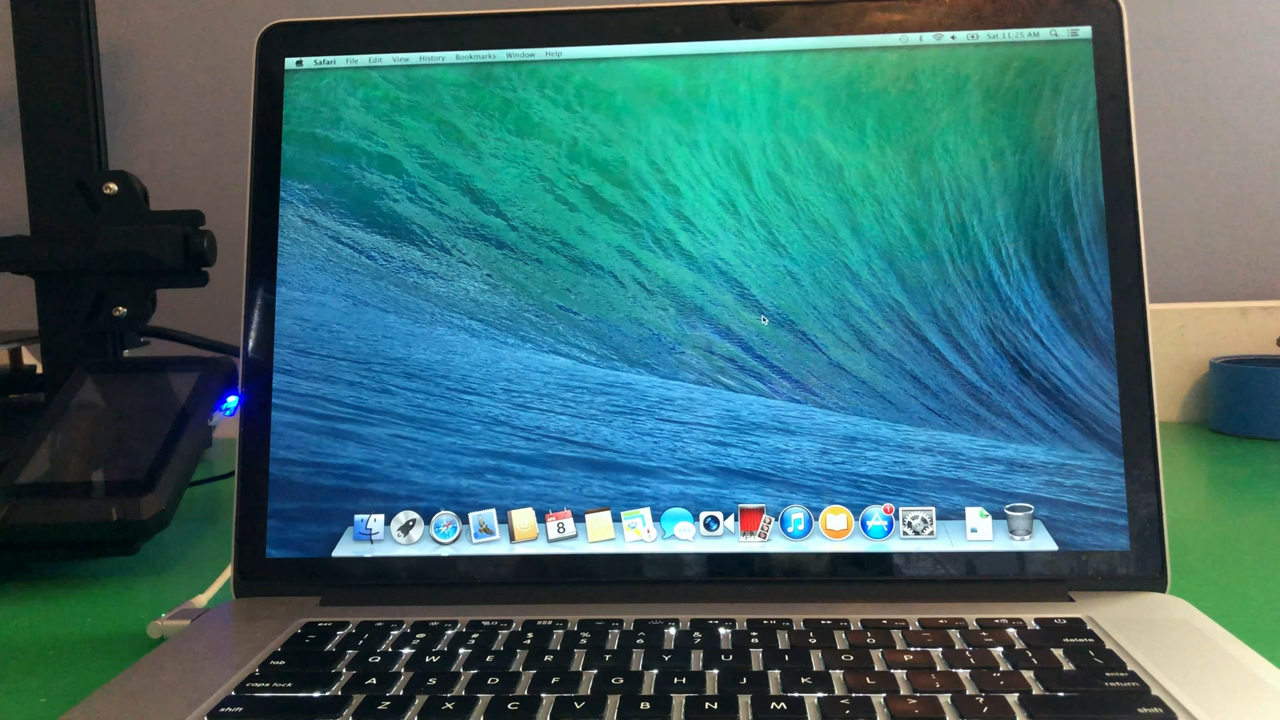 Safari File Edit View History Bookmarks Window Help Sat 11:25 AM
8
1
esc
delete
tab Q W E R T Y U I O P
caps lock A S D F G H J K L enter
return
shift Z X C V B N M shift